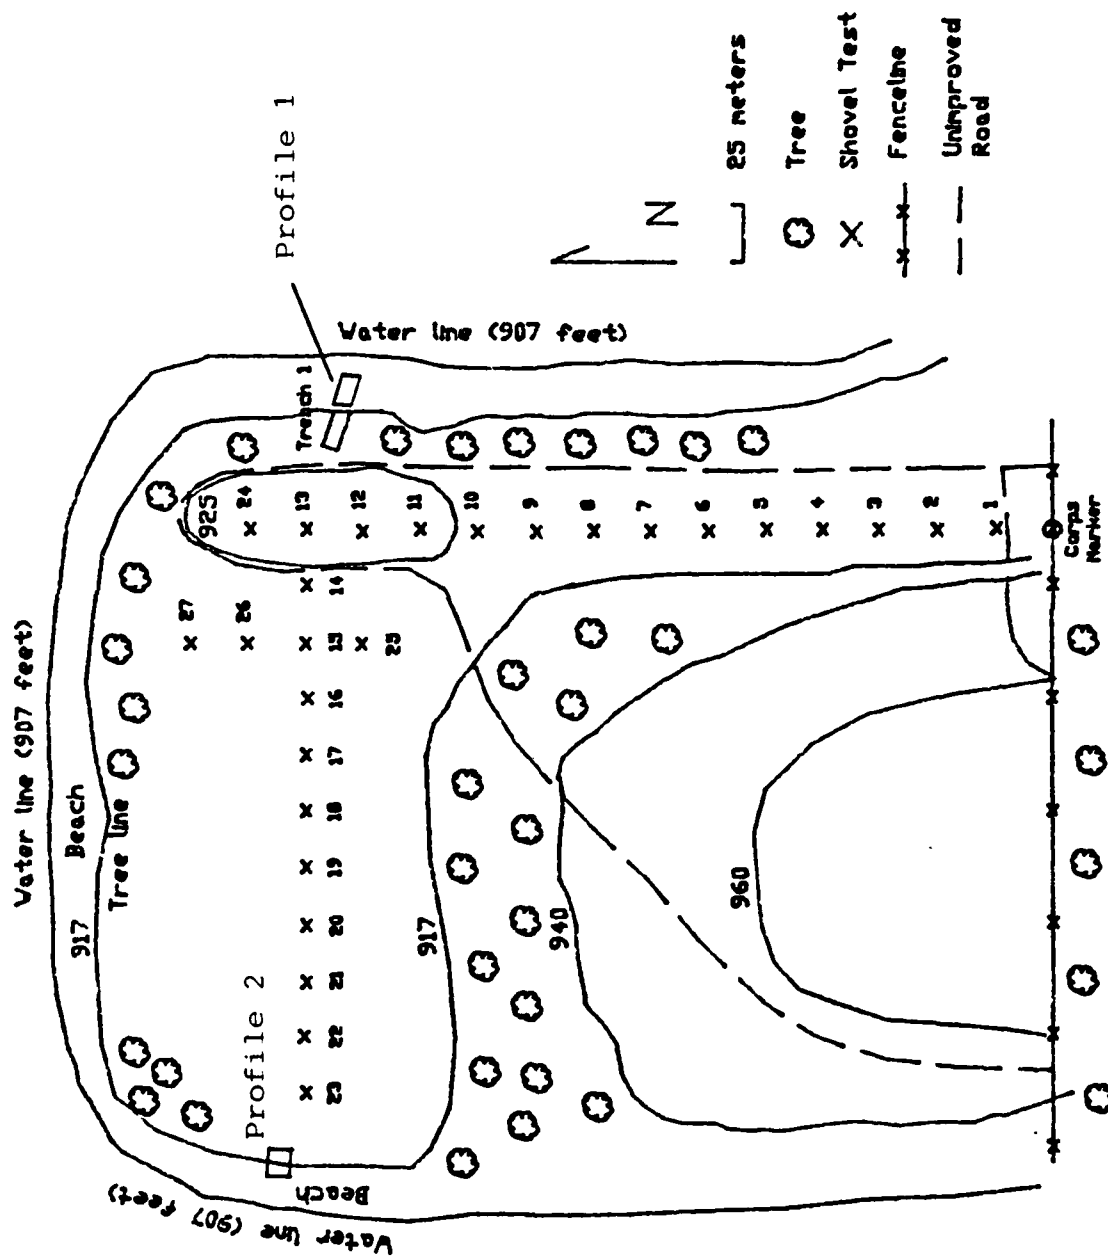 Water line (907 feet)
Beach
917
Tree line
Water line (907 feet)
Beach
Profile 2
27
26
925
24
23
22
21
20
19
18
17
16
15
25
14
13
12
11
10
9
8
7
6
5
4
3
2
1
Trench 1
Profile 1
Water line (907 feet)
917
940
960
Corps
Marker
N
25 meters
Tree
Shovel Test
Fenceline
Unimproved
Road